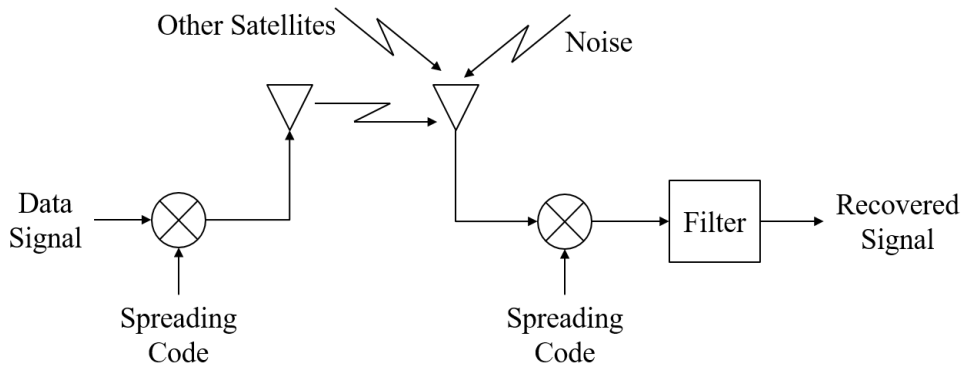 Other Satellites
Noise
Data
Signal
Spreading
Code
Spreading
Code
Filter
Recovered
Signal